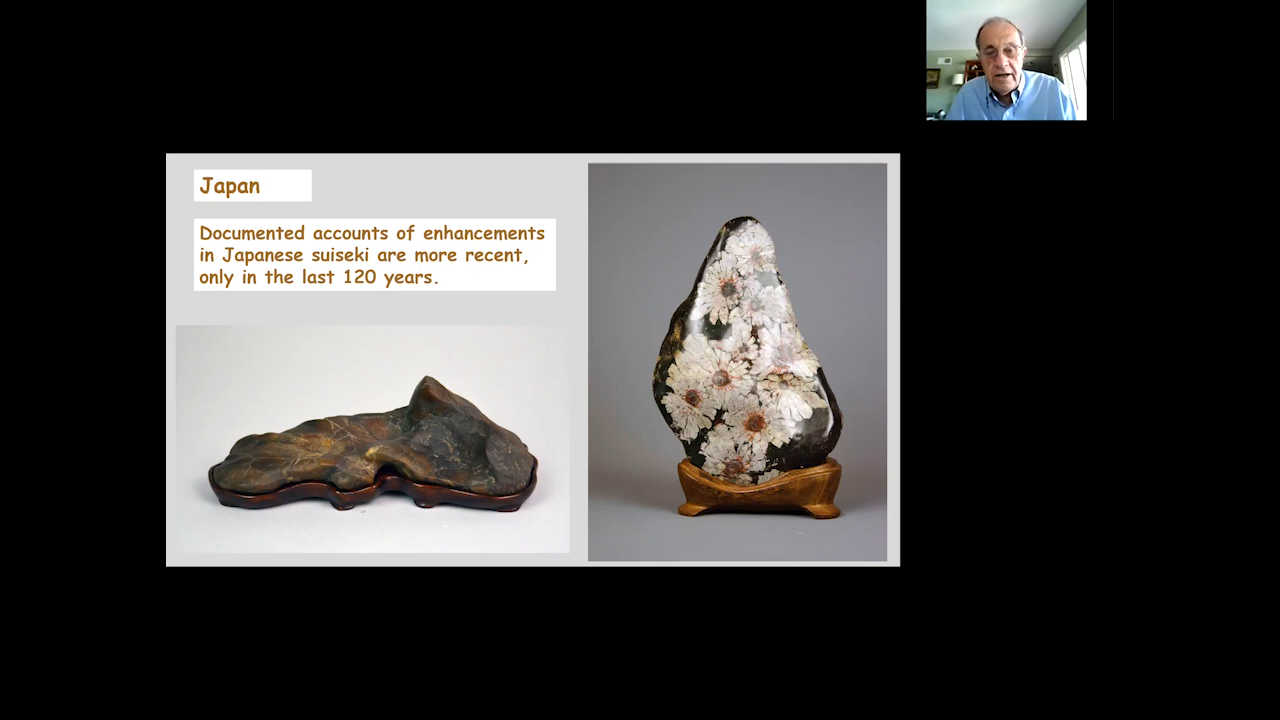 Japan
Documented accounts of enhancements
in Japanese suiseki are more recent,
only in the last 120 years.